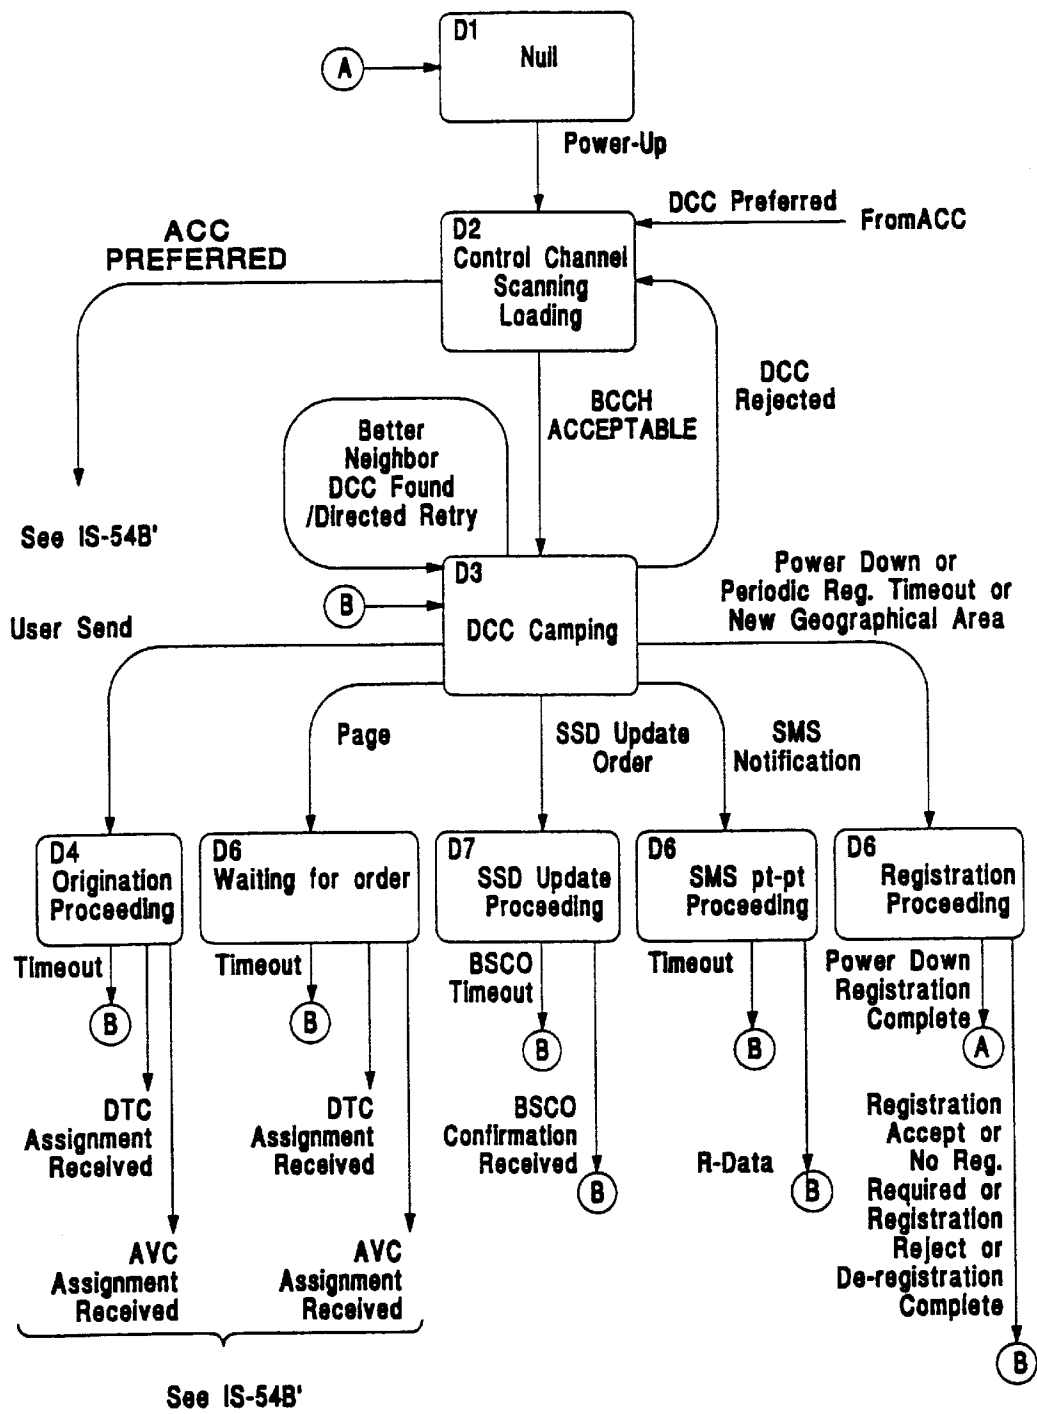 D1
Null
A
Power-Up
DCC Preferred
FromACC
ACC
PREFERRED
D2
Control Channel
Scanning
Loading
DCC
Rejected
BCCH
ACCEPTABLE
Better
Neighbor
DCC Found
/Directed Retry
See IS-54B'
D3
DCC Camping
B
Power Down or
Periodic Reg. Timeout or
New Geographical Area
User Send
Page
SSD Update
Order
SMS
Notification
D4
Origination
Proceeding
D6
Waiting for order
D7
SSD Update
Proceeding
D6
SMS pt-pt
Proceeding
D6
Registration
Proceeding
Timeout
B
DTC
Assignment
Received
AVC
Assignment
Received
Timeout
B
DTC
Assignment
Received
AVC
Assignment
Received
BSCO
Timeout
B
BSCO
Confirmation
Received
B
Timeout
B
R-Data
B
Power Down
Registration
Complete
A
Registration
Accept or
No Reg.
Required or
Registration
Reject or
De-registration
Complete
B
See IS-54B'